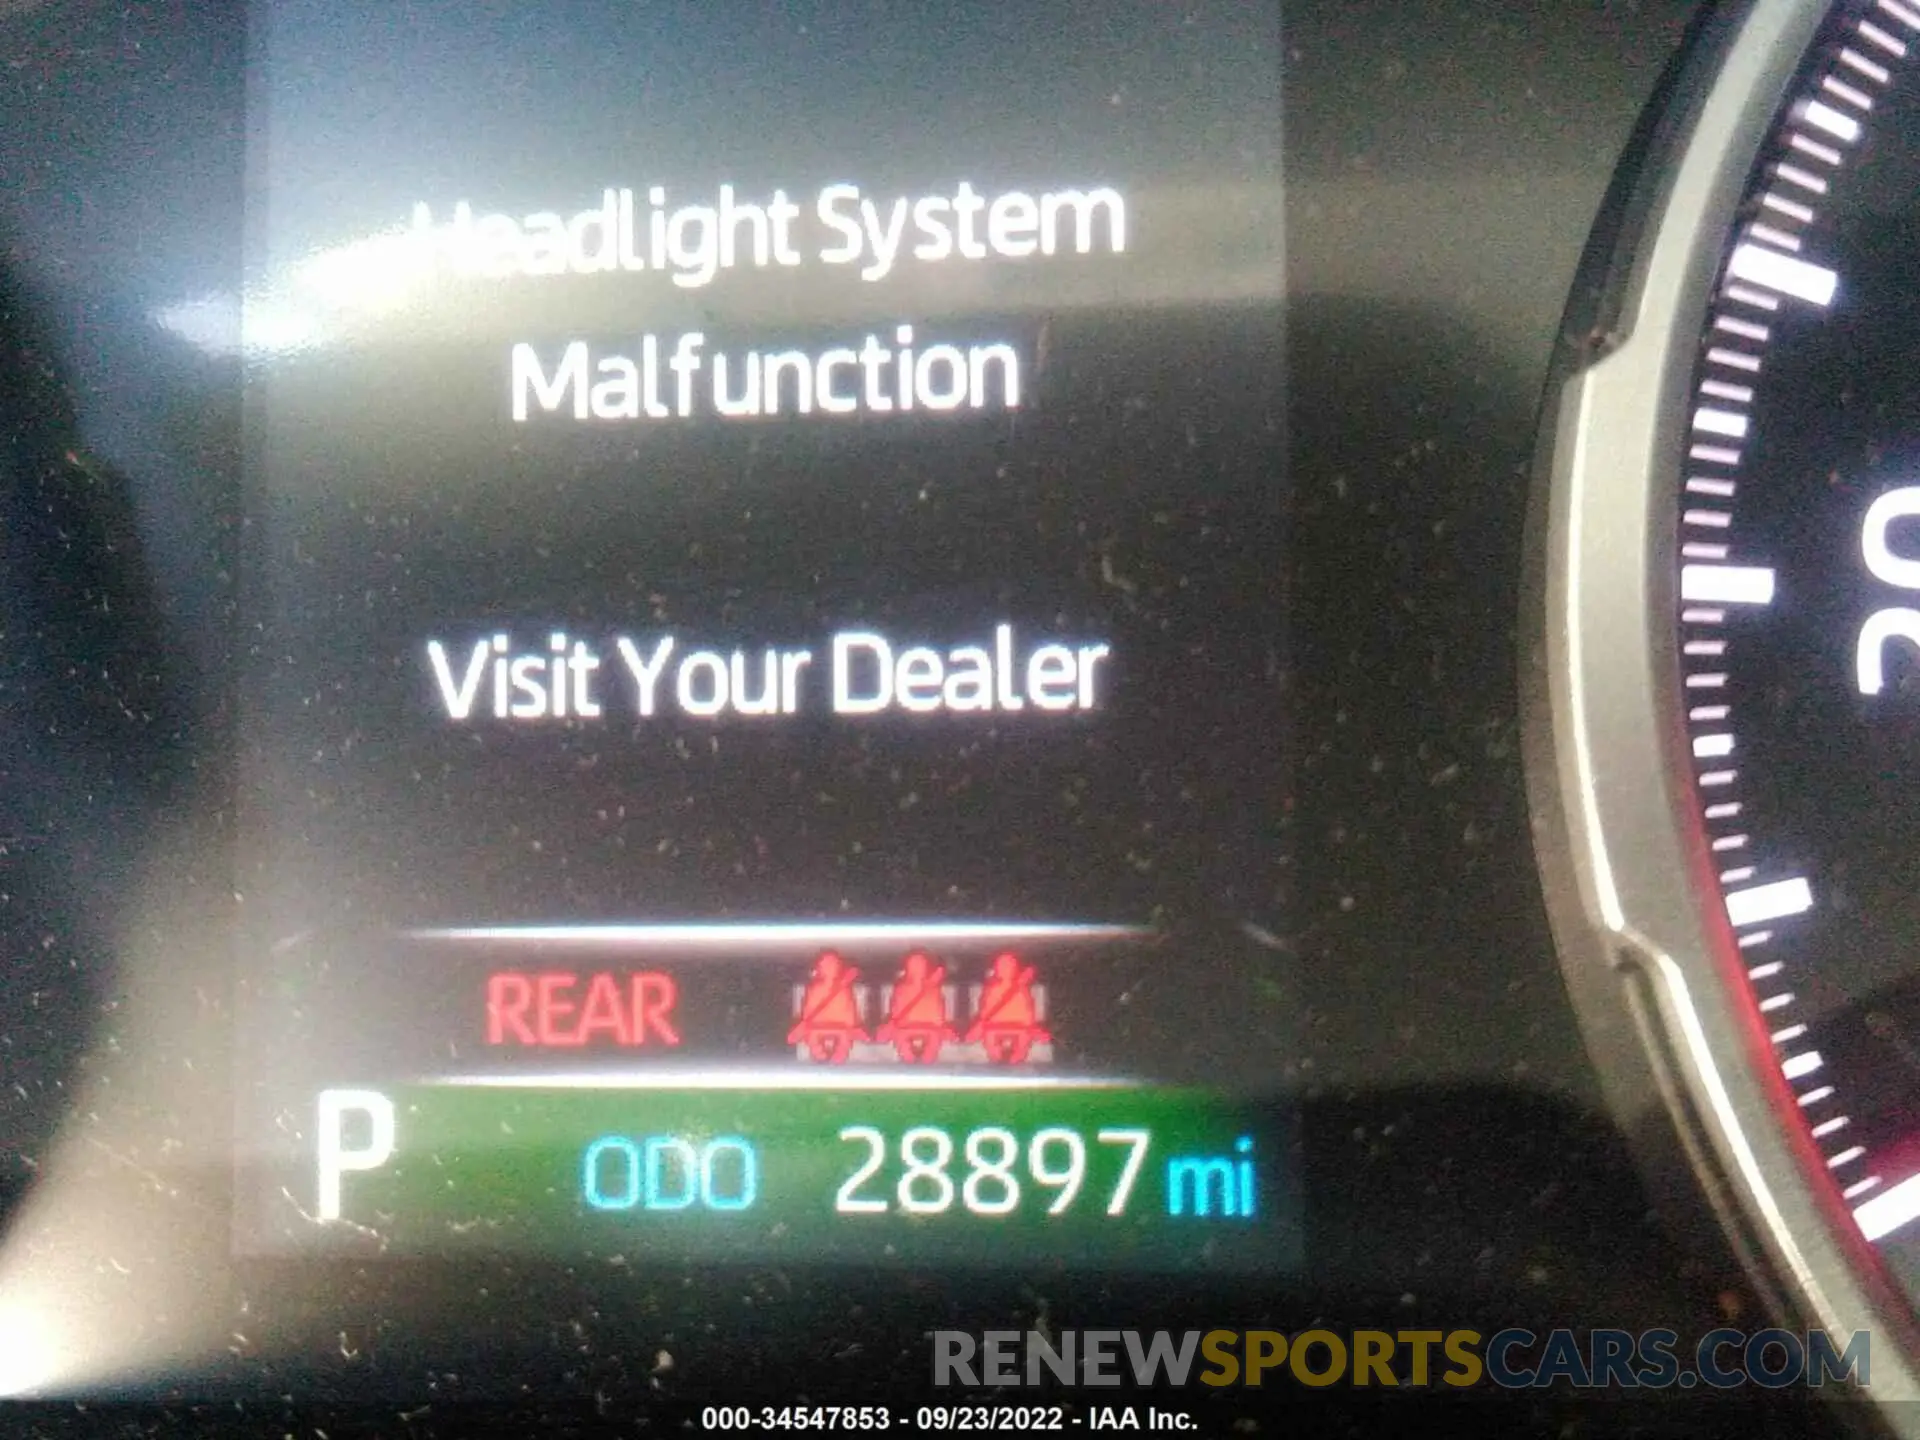 Headlight System
Malfunction
Visit Your Dealer
REAR
P ODO 28897 mi
20
RENEWSPORTSCARS.COM
000-34547853 - 09/23/2022 - IAA Inc.